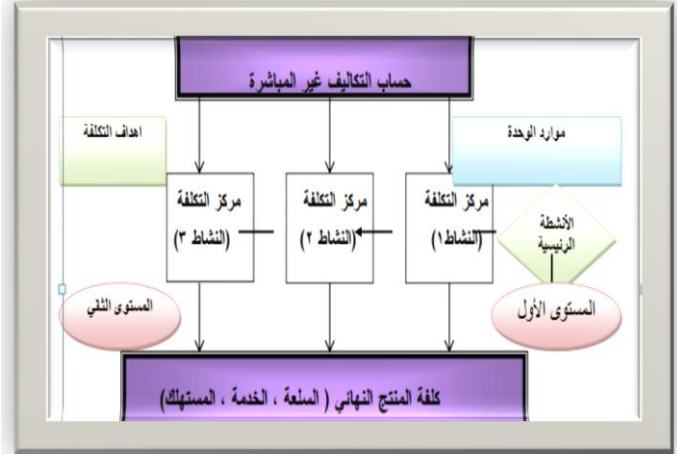 حساب التكاليف غير المباشرة
موارد الوحدة
اهداف التكلفة
مركز التكلفة
(النشاط١)
مركز التكلفة
(النشاط ٢)
مركز التكلفة
(النشاط ٣)
الأنشطة
الرئيسية
المستوى الأول
المستوى الثاني
كلفة المنتج النهائي ( السلعة ، الخدمة ، المستهلك)